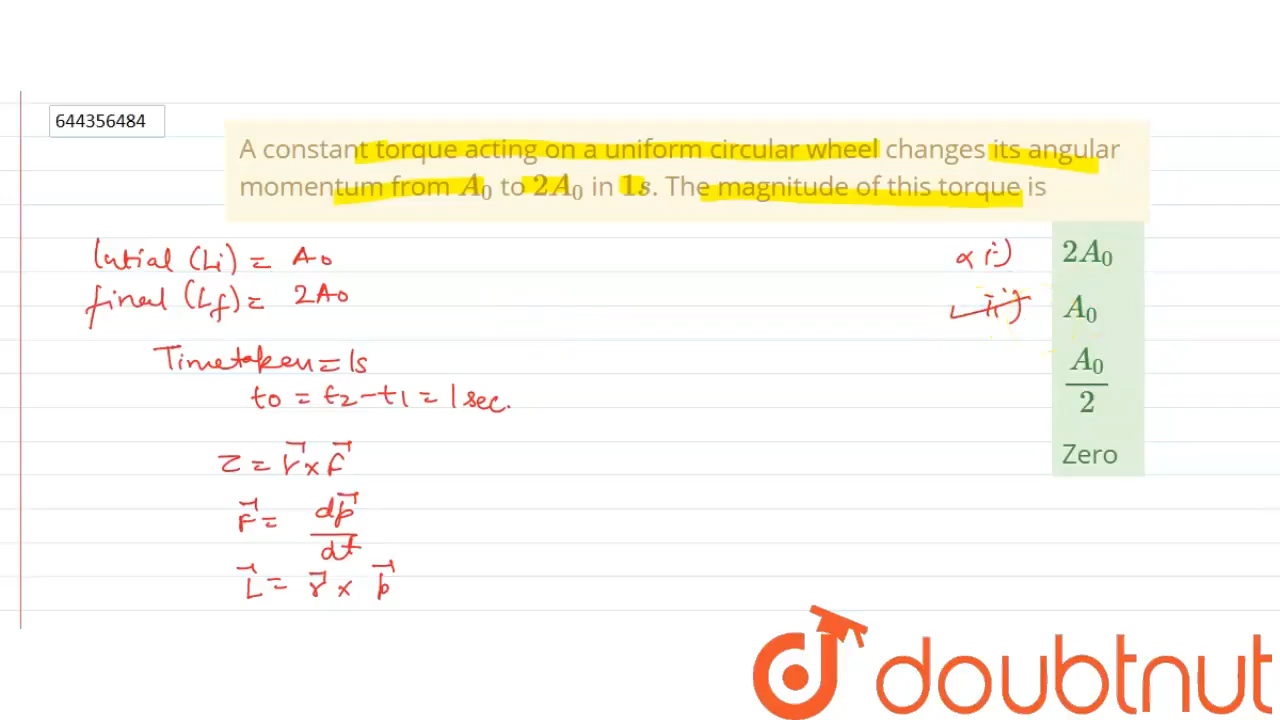 644356484
A constant torque acting on a uniform circular wheel changes its angular
momentum from A₀ to 2A₀ in 1s. The magnitude of this torque is
Initial (Li) = A₀
final (Lf) = 2A₀
Time taken = 1s
t₀ = t₂ - t₁ = 1 sec.
τ = r⃗ × F⃗
F⃗ = dp⃗/dt
L⃗ = r⃗ × p⃗
i) 2A₀
ii) A₀
A₀/2
Zero
doubtnut